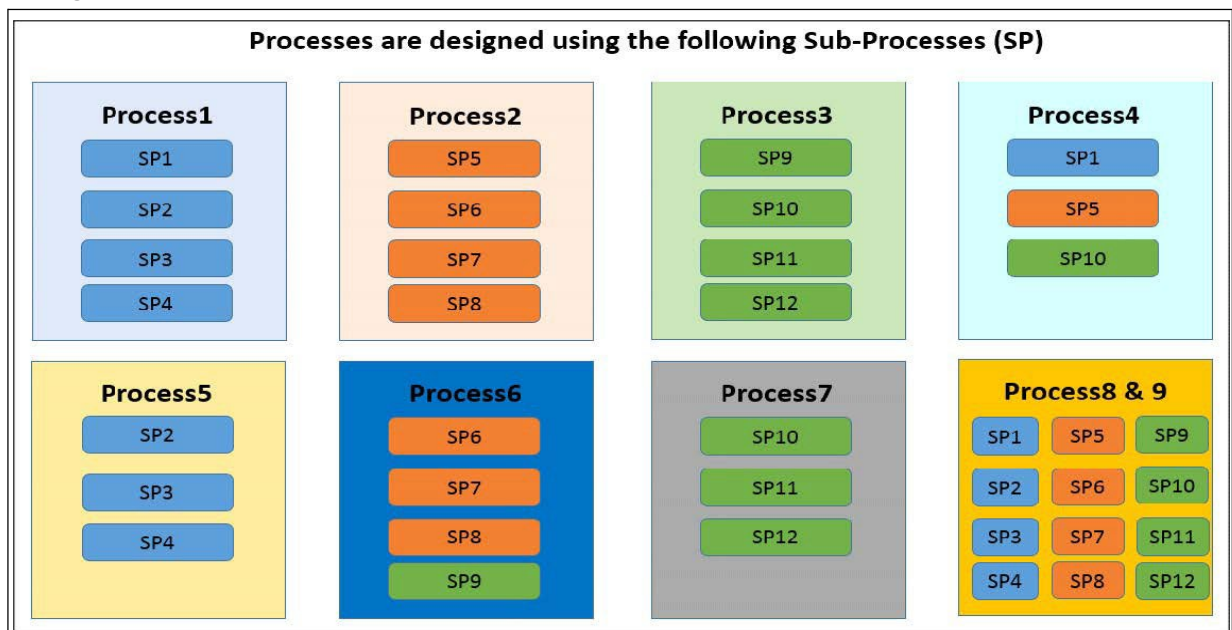 Processes are designed using the following Sub-Processes (SP)
Process1
SP1
SP2
SP3
SP4
Process2
SP5
SP6
SP7
SP8
Process3
SP9
SP10
SP11
SP12
Process4
SP1
SP5
SP10
Process5
SP2
SP3
SP4
Process6
SP6
SP7
SP8
SP9
Process7
SP10
SP11
SP12
Process8 & 9
SP1 SP5 SP9
SP2 SP6 SP10
SP3 SP7 SP11
SP4 SP8 SP12